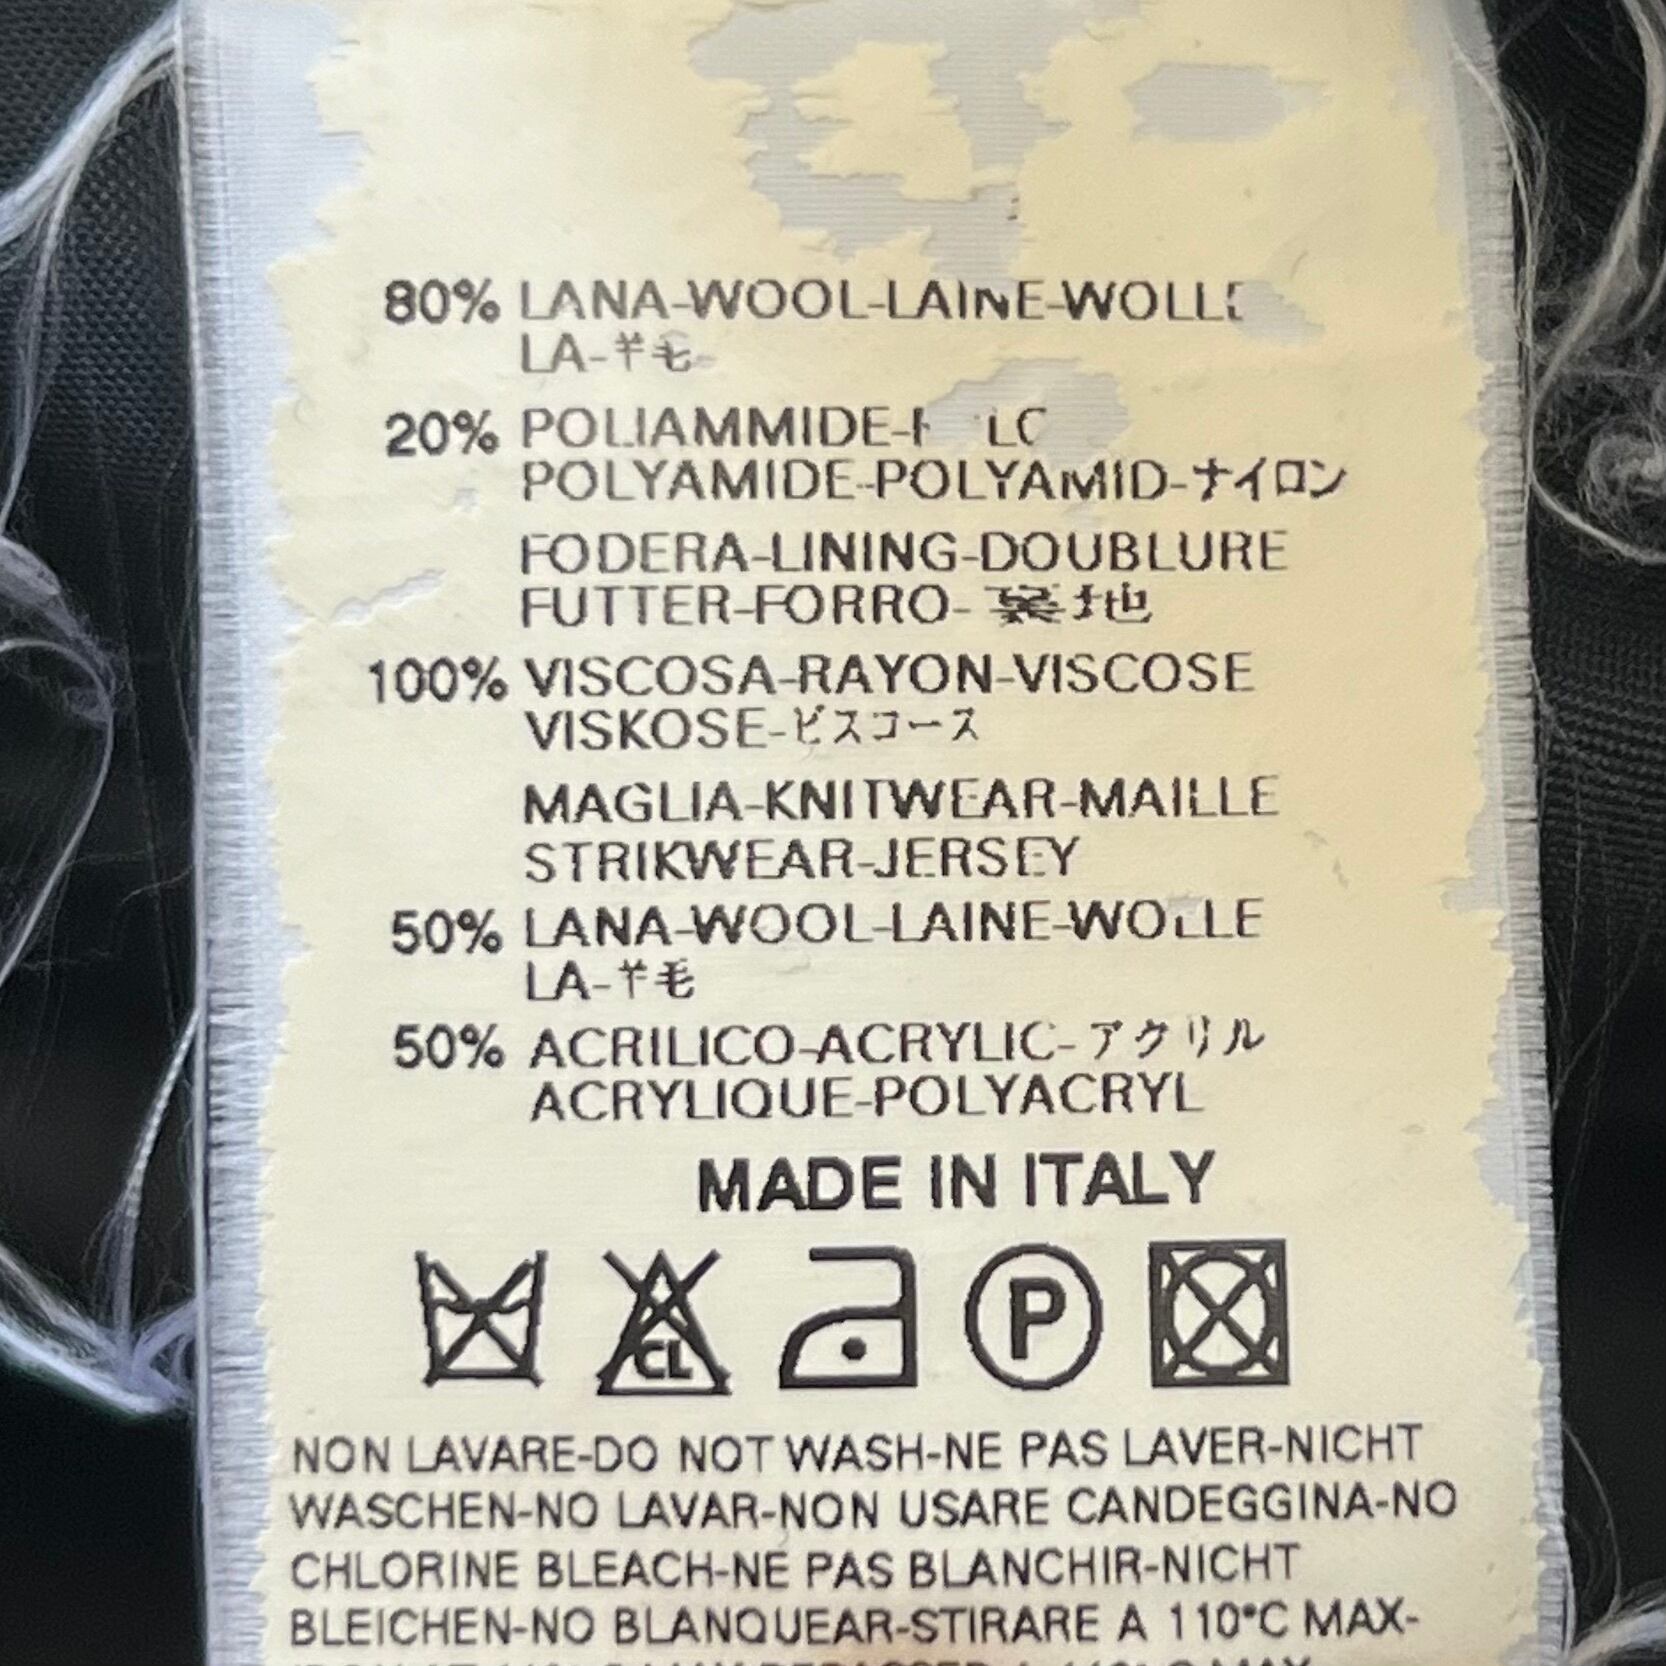 80% LANA-WOOL-LAINE-WOLLE
LA-羊毛-
20% POLIAMMIDE-
POLYAMIDE-POLYAMID-ナイロン
FODERA-LINING-DOUBLURE
FUTTER-FORRO-裏地
100% VISCOSA-RAYON-VISCOSE
VISKOSE-ビスコース
MAGLIA-KNITWEAR-MAILLE
STRIKWEAR-JERSEY
50% LANA-WOOL-LAINE-WOLLE
LA-羊毛
50% ACRILICO-ACRYLIC-アクリル
ACRYLIQUE-POLYACRYL
MADE IN ITALY
CL P
NON LAVARE-DO NOT WASH-NE PAS LAVER-NICHT
WASCHEN-NO LAVAR-NON USARE CANDEGGINA-NO
CHLORINE BLEACH-NE PAS BLANCHIR-NICHT
BLEICHEN-NO BLANQUEAR-STIRARE A 110°C MAX-